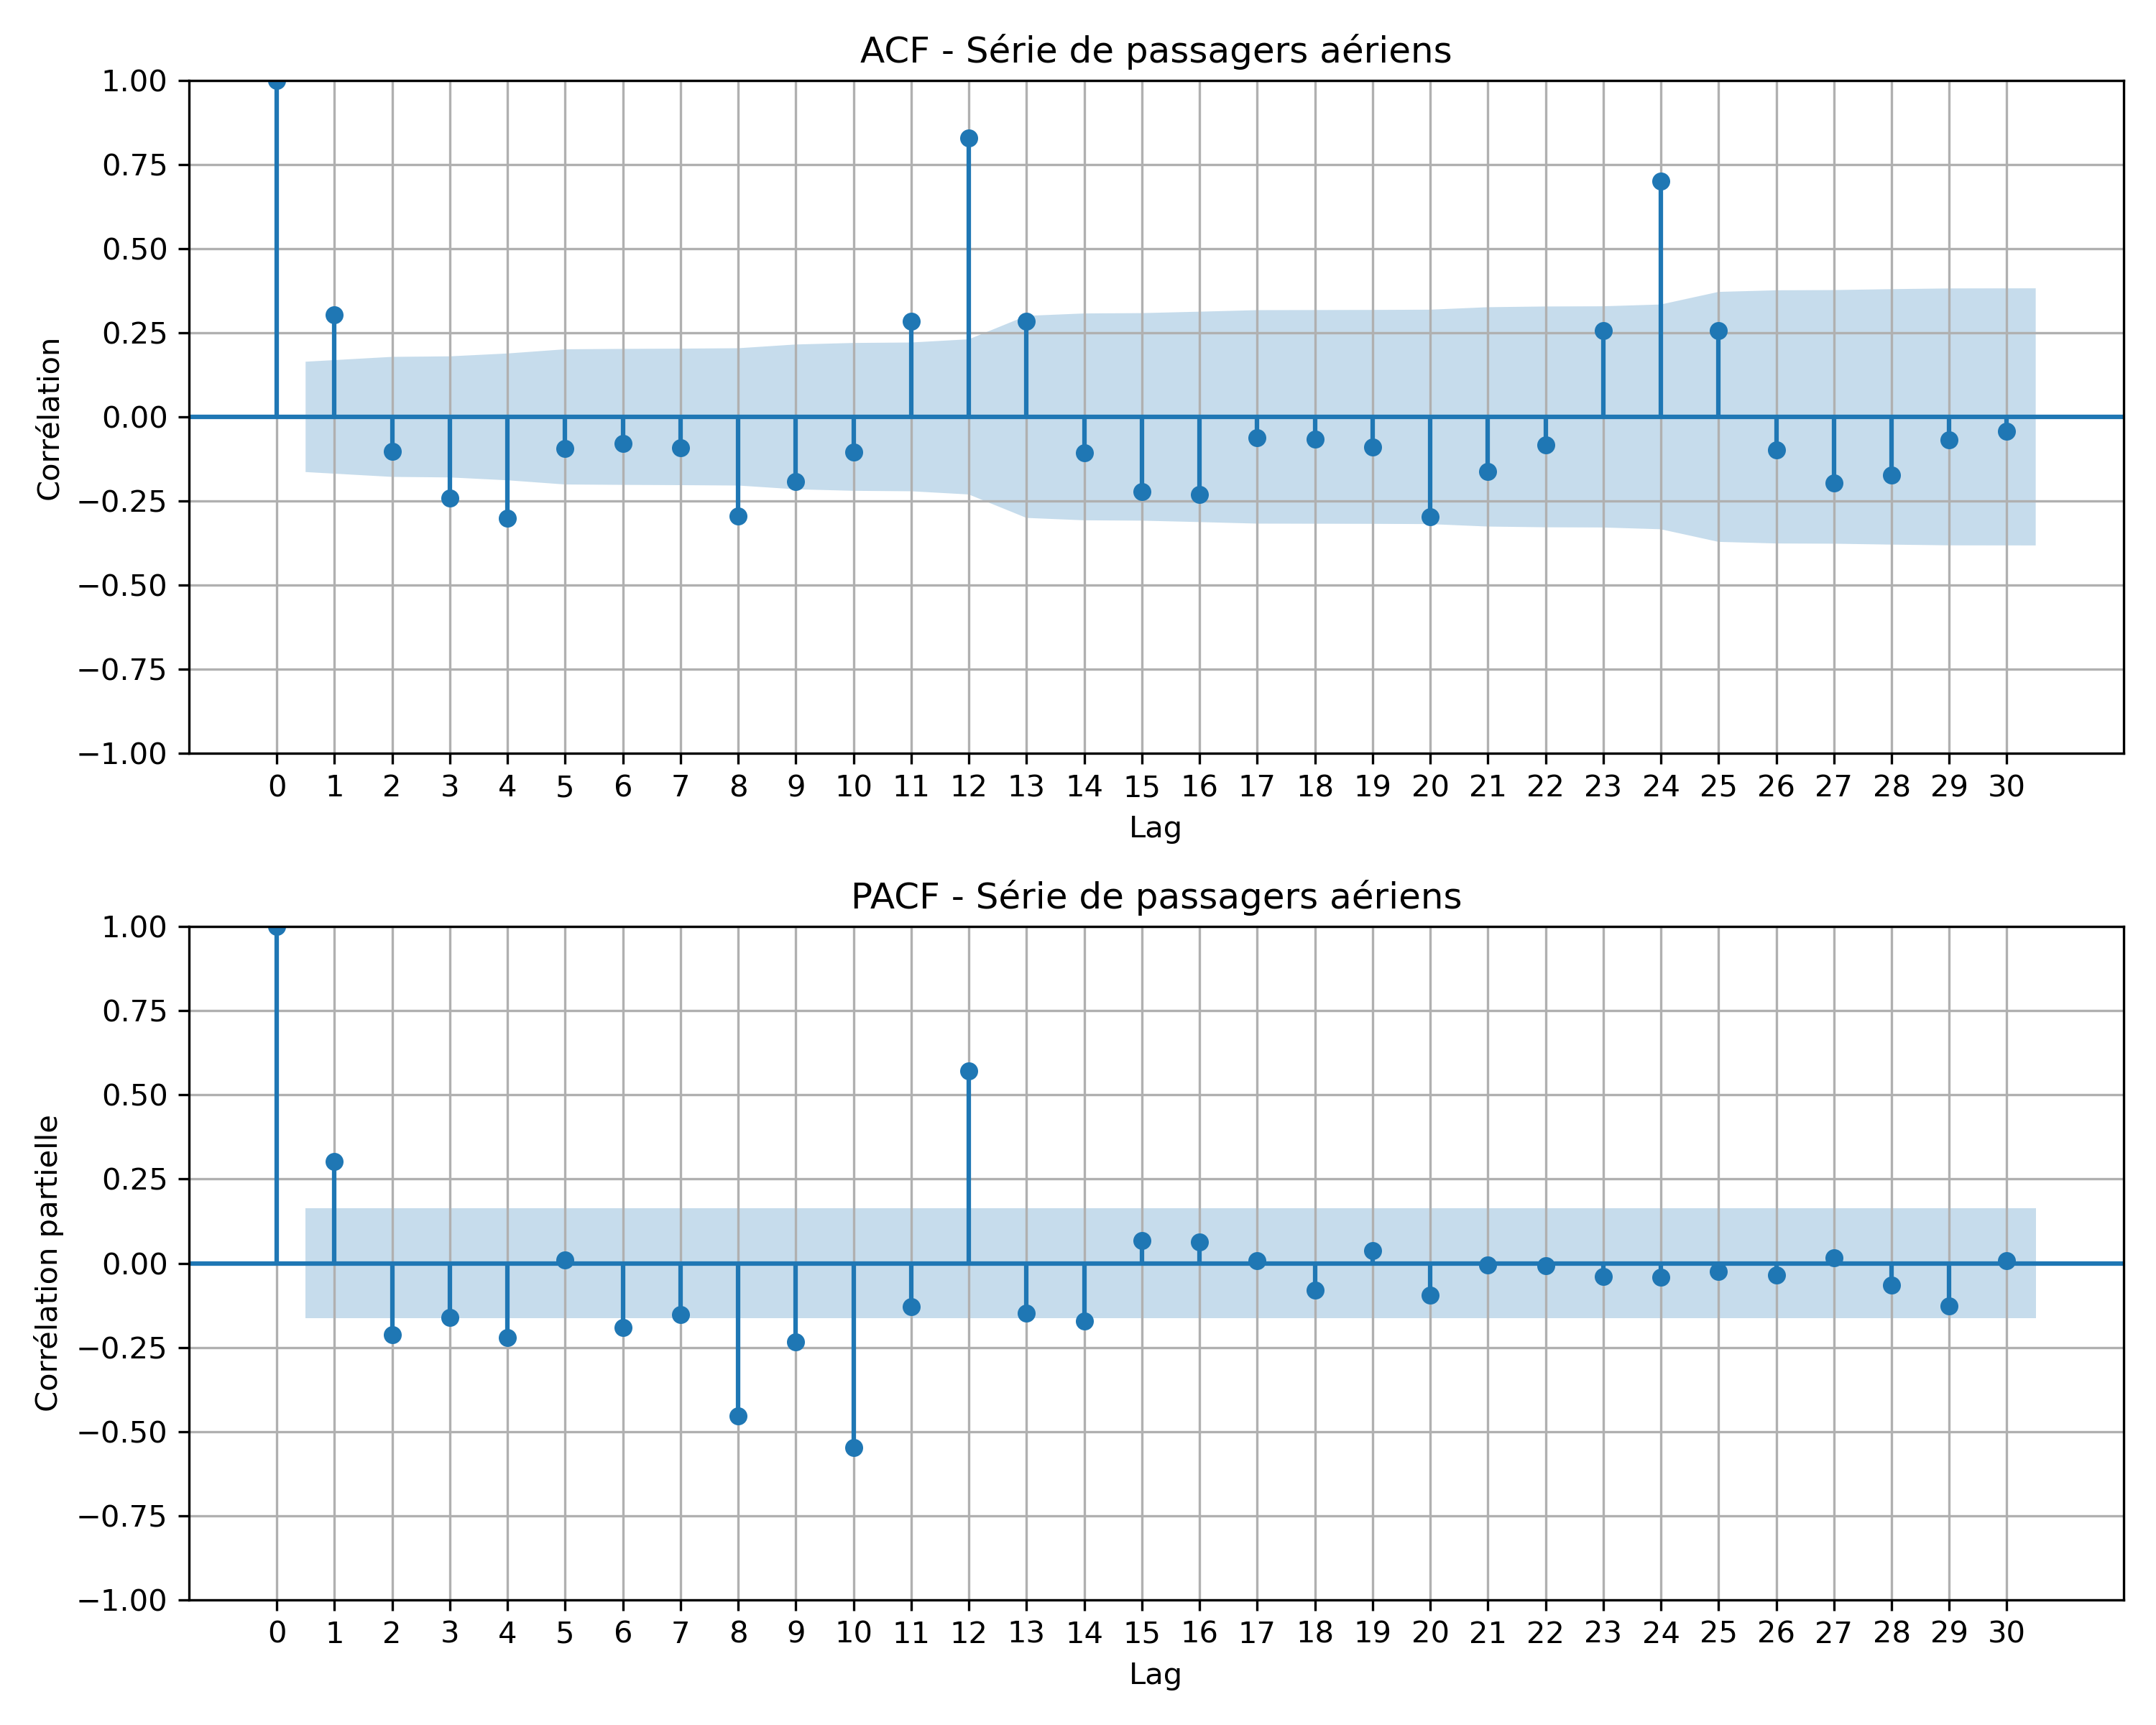 ACF - Série de passagers aériens
1.00
0.75
0.50
0.25
0.00
−0.25
−0.50
−0.75
−1.00
Corrélation
0 1 2 3 4 5 6 7 8 9 10 11 12 13 14 15 16 17 18 19 20 21 22 23 24 25 26 27 28 29 30
Lag
PACF - Série de passagers aériens
1.00
0.75
0.50
0.25
0.00
−0.25
−0.50
−0.75
−1.00
Corrélation partielle
0 1 2 3 4 5 6 7 8 9 10 11 12 13 14 15 16 17 18 19 20 21 22 23 24 25 26 27 28 29 30
Lag